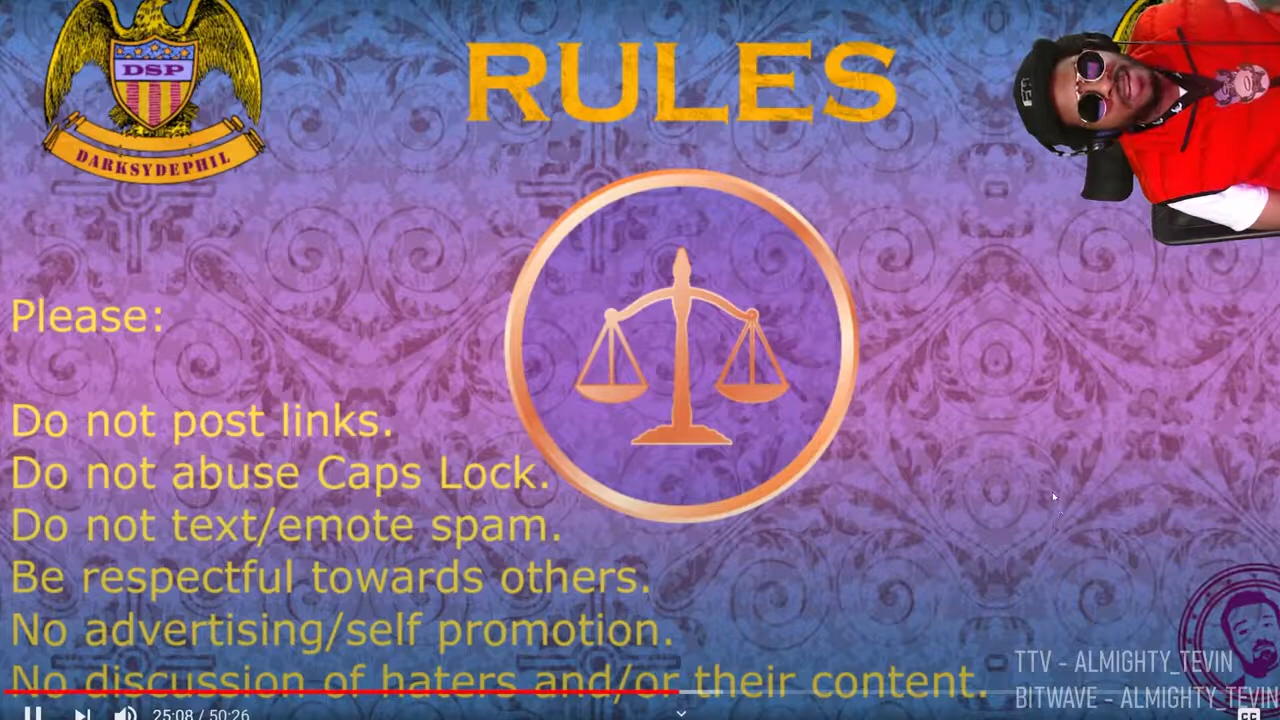 DSP
DARKSYDEPHIL
RULES
Please:
Do not post links.
Do not abuse Caps Lock.
Do not text/emote spam.
Be respectful towards others.
No advertising/self promotion.
No discussion of haters and/or their content.
TTV - ALMIGHTY_TEVIN
BITWAVE - ALMIGHTY_TEVIN
25:08 / 50:26
CC